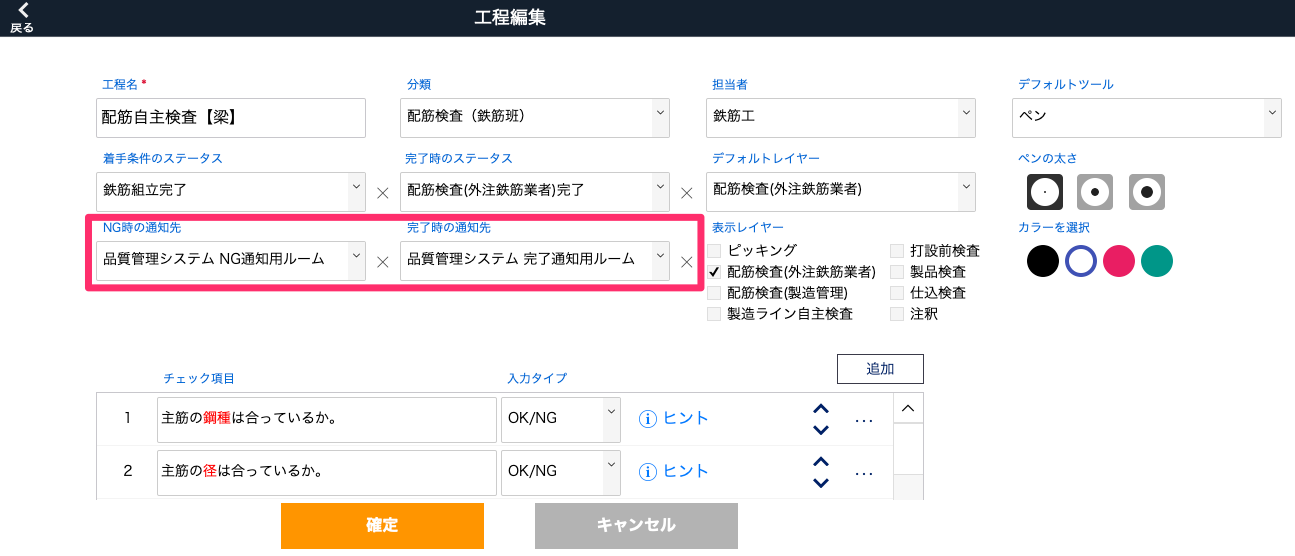 戻る
工程編集
工程名 *
分類
担当者
デフォルトツール
配筋自主検査【梁】
配筋検査（鉄筋班）
鉄筋工
ペン
着手条件のステータス
完了時のステータス
デフォルトレイヤー
ペンの太さ
鉄筋組立完了
配筋検査(外注鉄筋業者)完了
配筋検査(外注鉄筋業者)
NG時の通知先
完了時の通知先
表示レイヤー
カラーを選択
品質管理システム NG通知用ルーム
品質管理システム 完了通知用ルーム
ピッキング
打設前検査
配筋検査(外注鉄筋業者)
製品検査
配筋検査(製造管理)
仕込検査
製造ライン自主検査
注釈
追加
チェック項目
入力タイプ
1
主筋の鋼種は合っているか。
OK/NG
ヒント
...
2
主筋の径は合っているか。
OK/NG
ヒント
...
確定
キャンセル